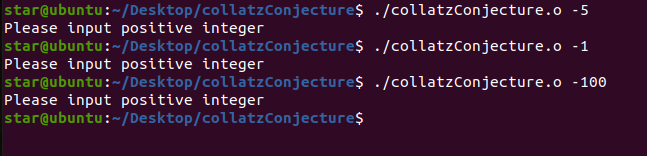 star@ubuntu:~/Desktop/collatzConjecture$ ./collatzConjecture.o -5
Please input positive integer
star@ubuntu:~/Desktop/collatzConjecture$ ./collatzConjecture.o -1
Please input positive integer
star@ubuntu:~/Desktop/collatzConjecture$ ./collatzConjecture.o -100
Please input positive integer
star@ubuntu:~/Desktop/collatzConjecture$